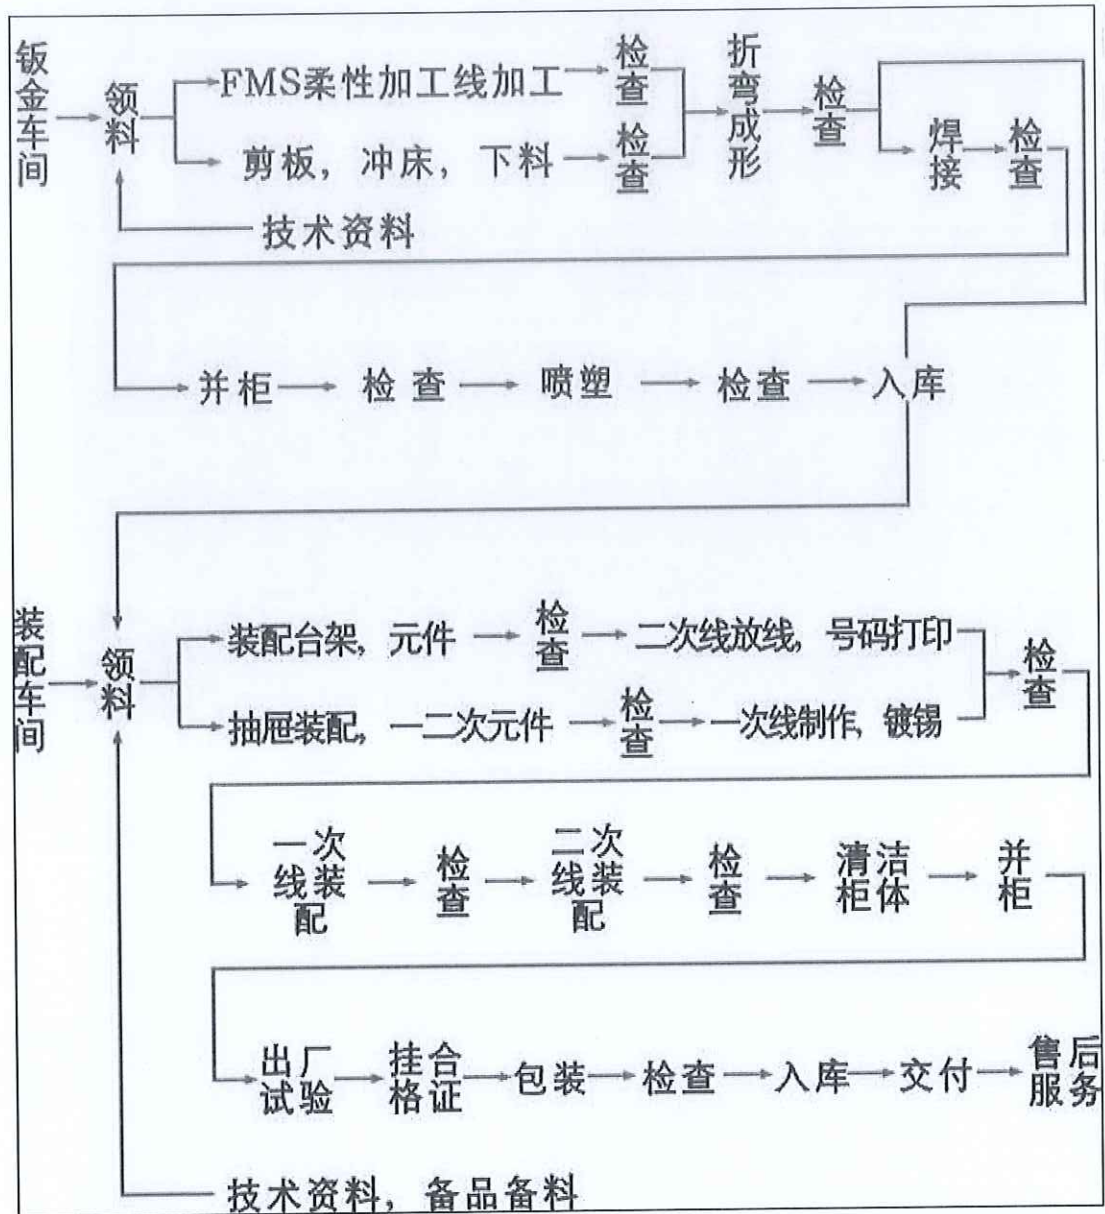 钣金车间
领料
FMS柔性加工线加工
检查
剪板，冲床，下料
检查
折弯成形
检查
焊接
检查
技术资料
并柜
检查
喷塑
检查
入库
装配车间
领料
装配台架，元件
检查
二次线放线，号码打印
抽屉装配，一二次元件
检查
一次线制作，镀锡
检查
一次
线装
配
检查
二次
线装
配
检查
清洁
柜体
并柜
出厂
试验
挂合
格证
包装
检查
入库
交付
售后
服务
技术资料，备品备料